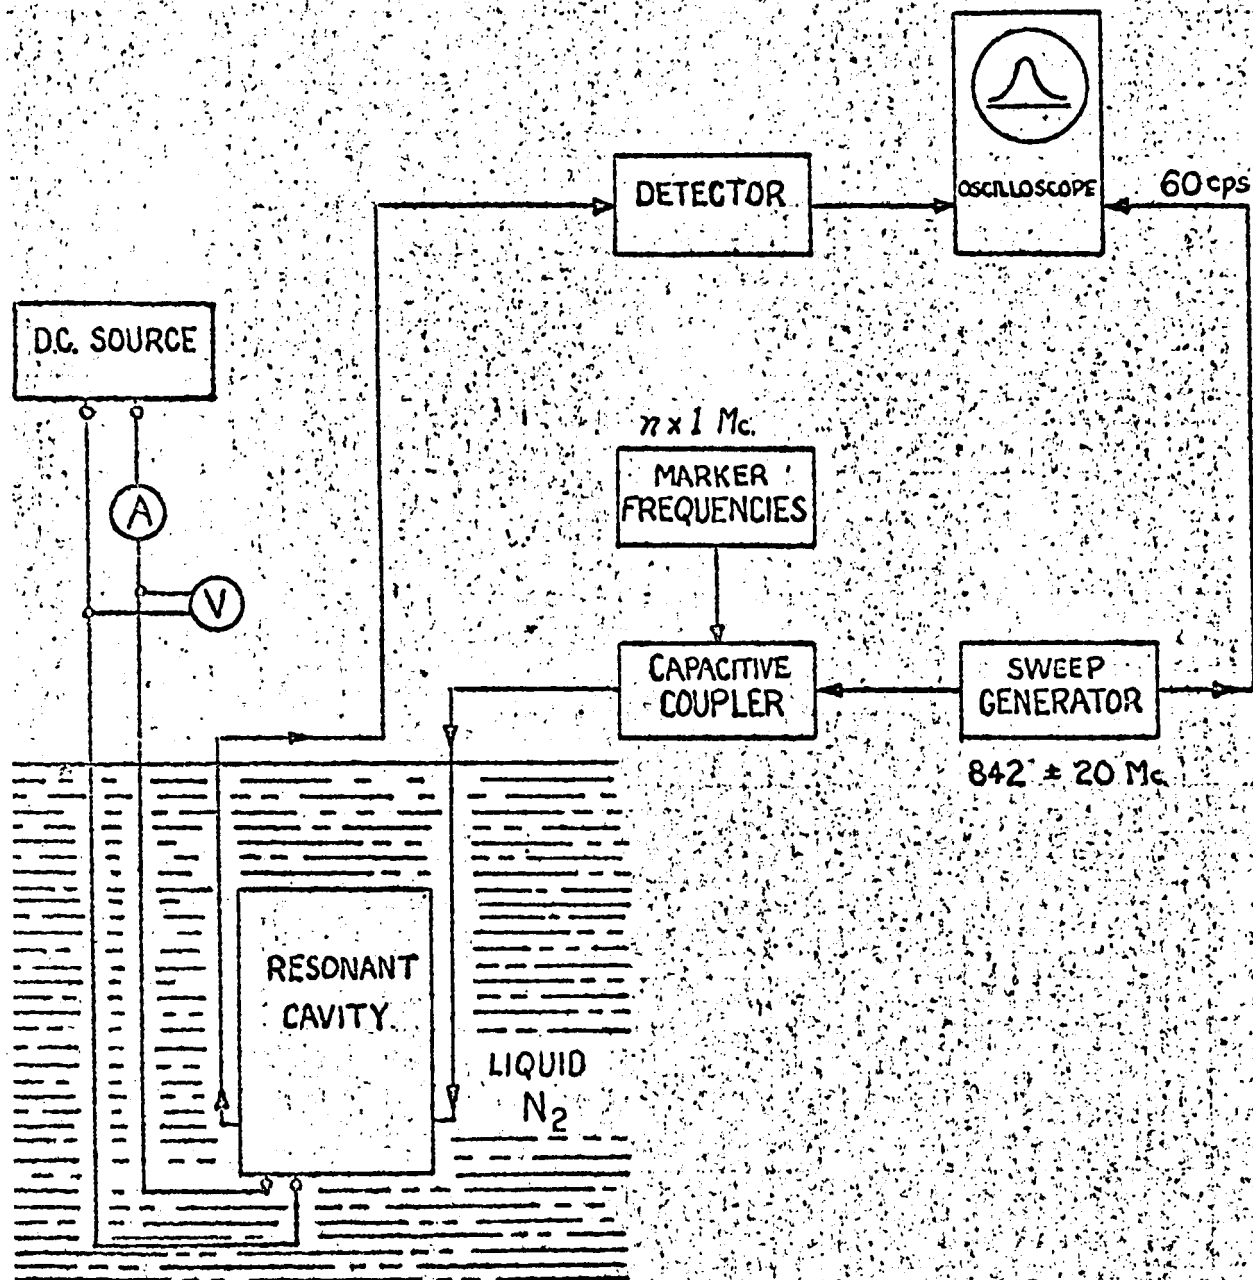 OSCILLOSCOPE
60 cps
DETECTOR
D.C. SOURCE
A
V
n x 1 Mc.
MARKER
FREQUENCIES
CAPACITIVE
COUPLER
SWEEP
GENERATOR
842 ± 20 Mc
RESONANT
CAVITY
LIQUID
N2